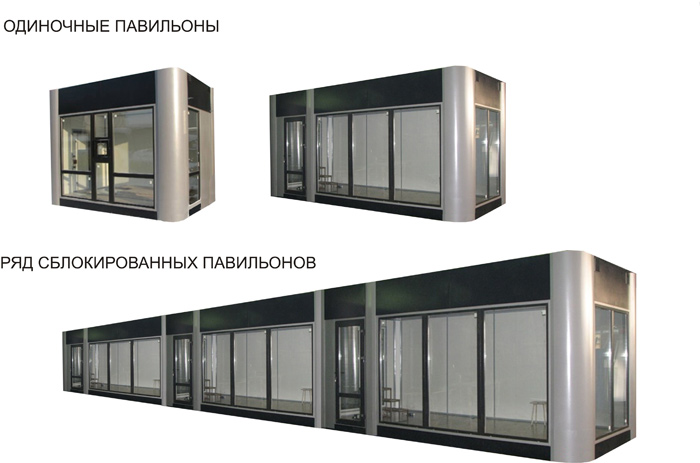 ОДИНОЧНЫЕ ПАВИЛЬОНЫ
РЯД СБЛОКИРОВАННЫХ ПАВИЛЬОНОВ